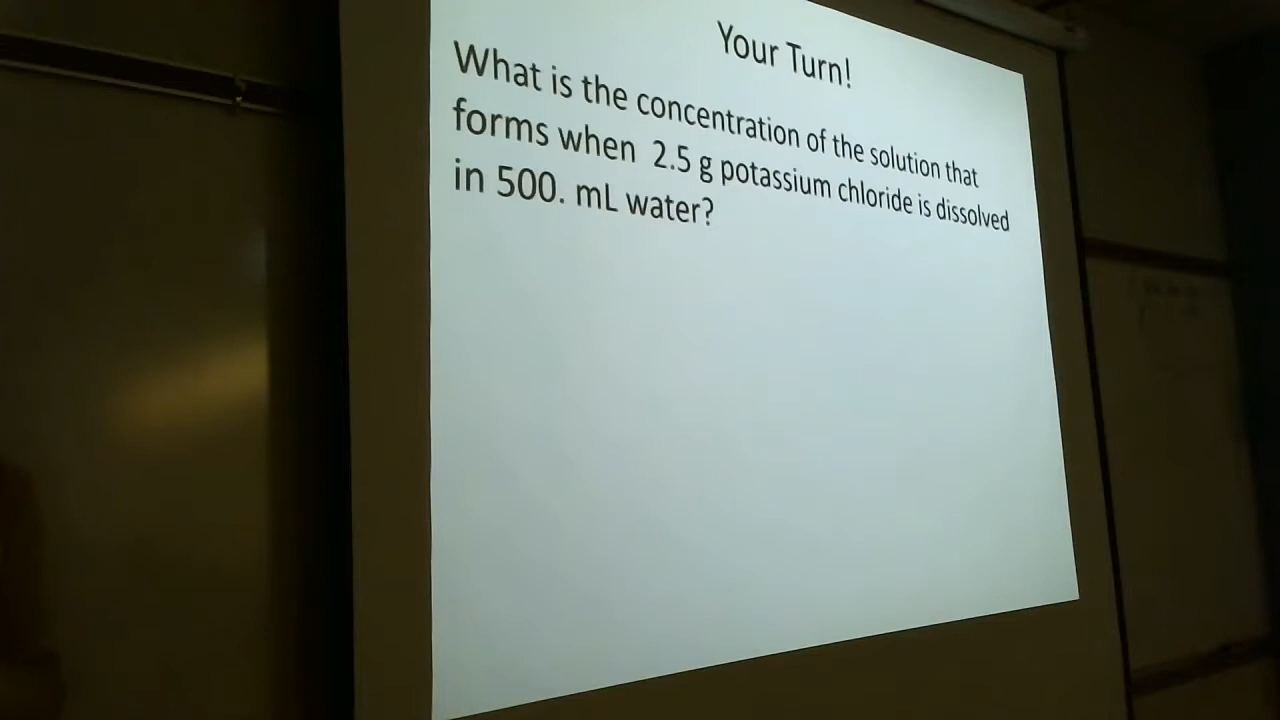 Your Turn!
What is the concentration of the solution that
forms when 2.5 g potassium chloride is dissolved
in 500. mL water?